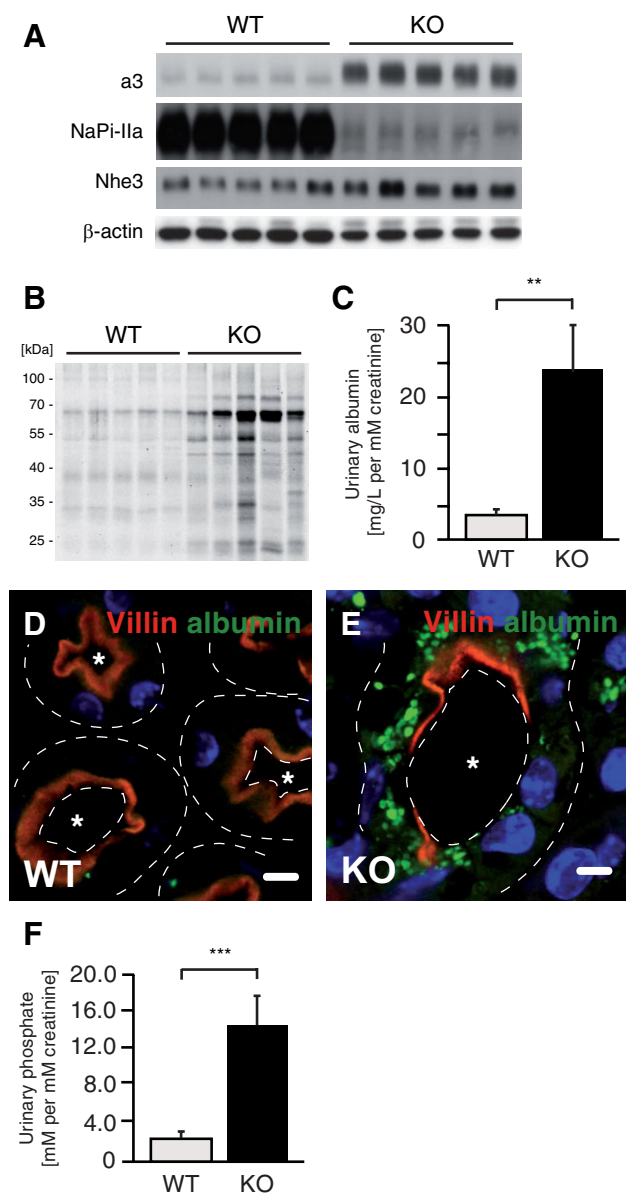 A
WT KO
a3
NaPi-IIa
Nhe3
β-actin
B
WT KO
[kDa]
100 -
70 -
55 -
40 -
35 -
25 -
C
**
Urinary albumin
[mg/L per mM creatinine]
30
20
10
0
WT KO
D
Villin albumin
*
*
*
WT
E
Villin albumin
*
KO
F
***
Urinary phosphate
[mM per mM creatinine]
20.0
16.0
12.0
8.0
4.0
0
WT KO